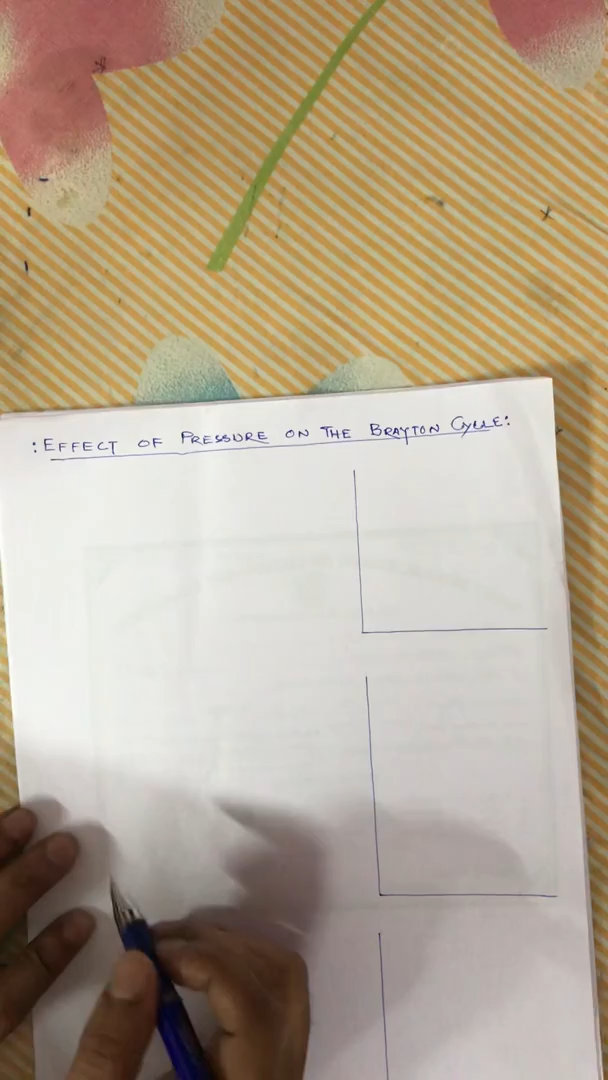 : EFFECT OF PRESSURE ON THE BRAYTON CYCLE :